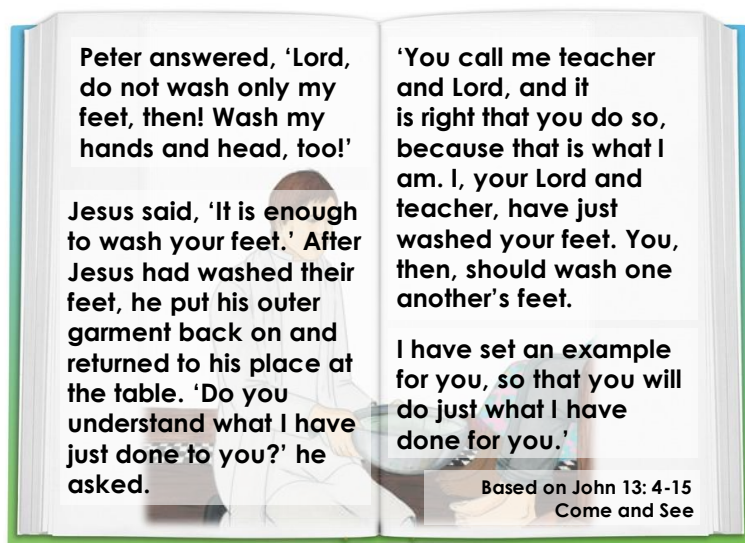 Peter answered, ‘Lord,
do not wash only my
feet, then! Wash my
hands and head, too!’
Jesus said, ‘It is enough
to wash your feet.’ After
Jesus had washed their
feet, he put his outer
garment back on and
returned to his place at
the table. ‘Do you
understand what I have
just done to you?’ he
asked.
‘You call me teacher
and Lord, and it
is right that you do so,
because that is what I
am. I, your Lord and
teacher, have just
washed your feet. You,
then, should wash one
another’s feet.
I have set an example
for you, so that you will
do just what I have
done for you.’
Based on John 13: 4-15
Come and See